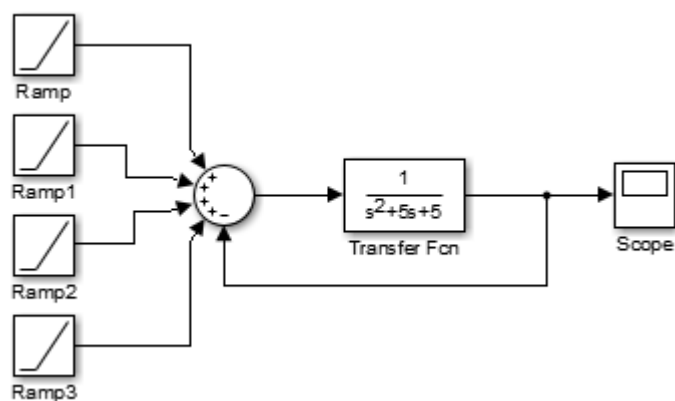 Ramp
Ramp1
Ramp2
Ramp3
+
+
+
+
−
1
s²+5s+5
Transfer Fcn
Scope